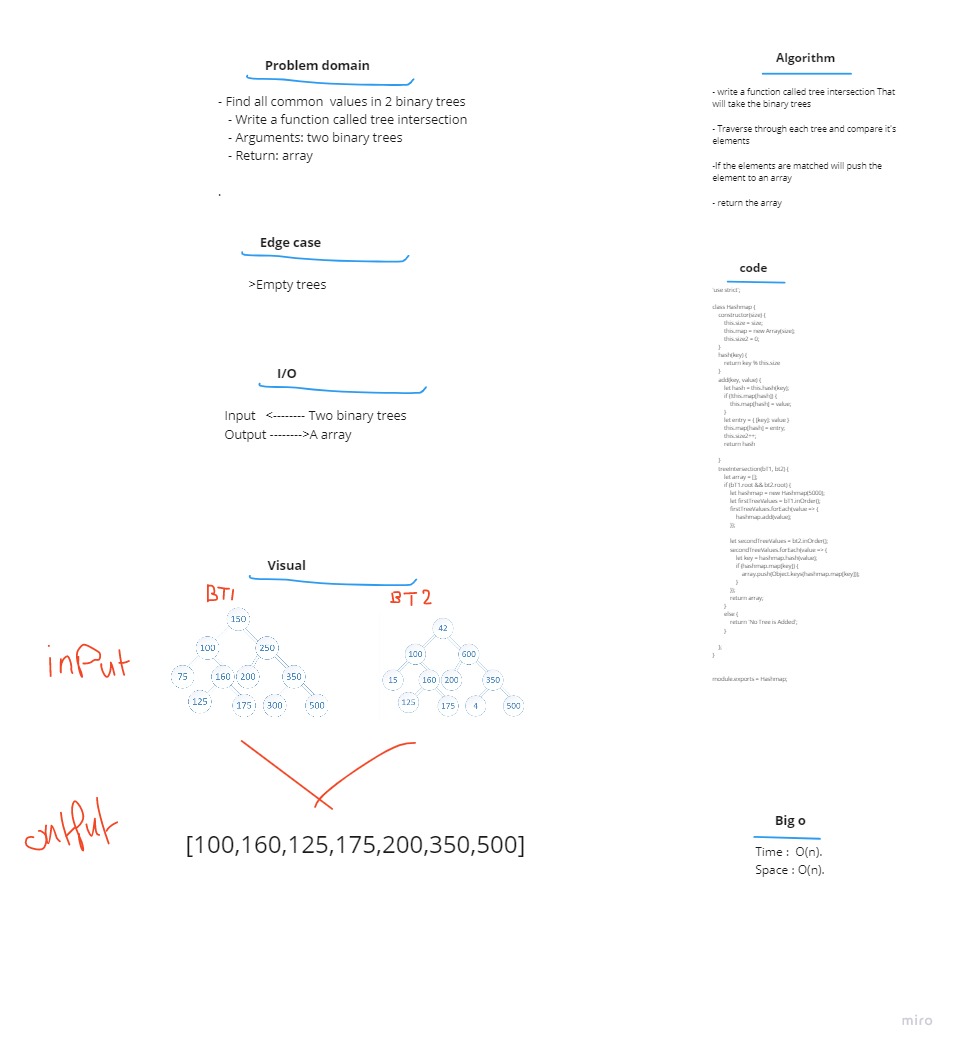 Problem domain
- Find all common values in 2 binary trees
- Write a function called tree intersection
- Arguments: two binary trees
- Return: array
.
Edge case
>Empty trees
I/O
Input <-------- Two binary trees
Output -------->A array
Visual
BT1
BT2
inPut
150
100
250
75
160
200
350
125
175
300
500
42
100
600
15
160
200
350
125
175
4
500
outPut
[100,160,125,175,200,350,500]
Algorithm
- write a function called tree intersection That
will take the binary trees
- Traverse through each tree and compare it's
elements
-If the elements are matched will push the
element to an array
- return the array
code
'use strict';
class Hashmap {
constructor(size) {
this.size = size;
this.map = new Array(size);
this.size2 = 0;
}
hash(key) {
return key % this.size
}
add(key, value) {
let hash = this.hash(key);
if (!this.map[hash]) {
this.map[hash] = value;
}
let entry = { [key]: value }
this.map[hash] = entry;
this.size2++;
return hash
}
treeIntersection(bT1, bt2) {
let array = [];
if (bT1.root && bt2.root) {
let hashmap = new Hashmap(5000);
let firstTreeValues = bT1.inOrder();
firstTreeValues.forEach(value => {
hashmap.add(value);
});
let secondTreeValues = bt2.inOrder();
secondTreeValues.forEach(value => {
let key = hashmap.hash(value);
if (hashmap.map[key]) {
array.push(Object.keys(hashmap.map[key]));
}
});
return array;
}
else {
return 'No Tree is Added';
}
};
}
module.exports = Hashmap;
Big o
Time : O(n).
Space : O(n).
miro